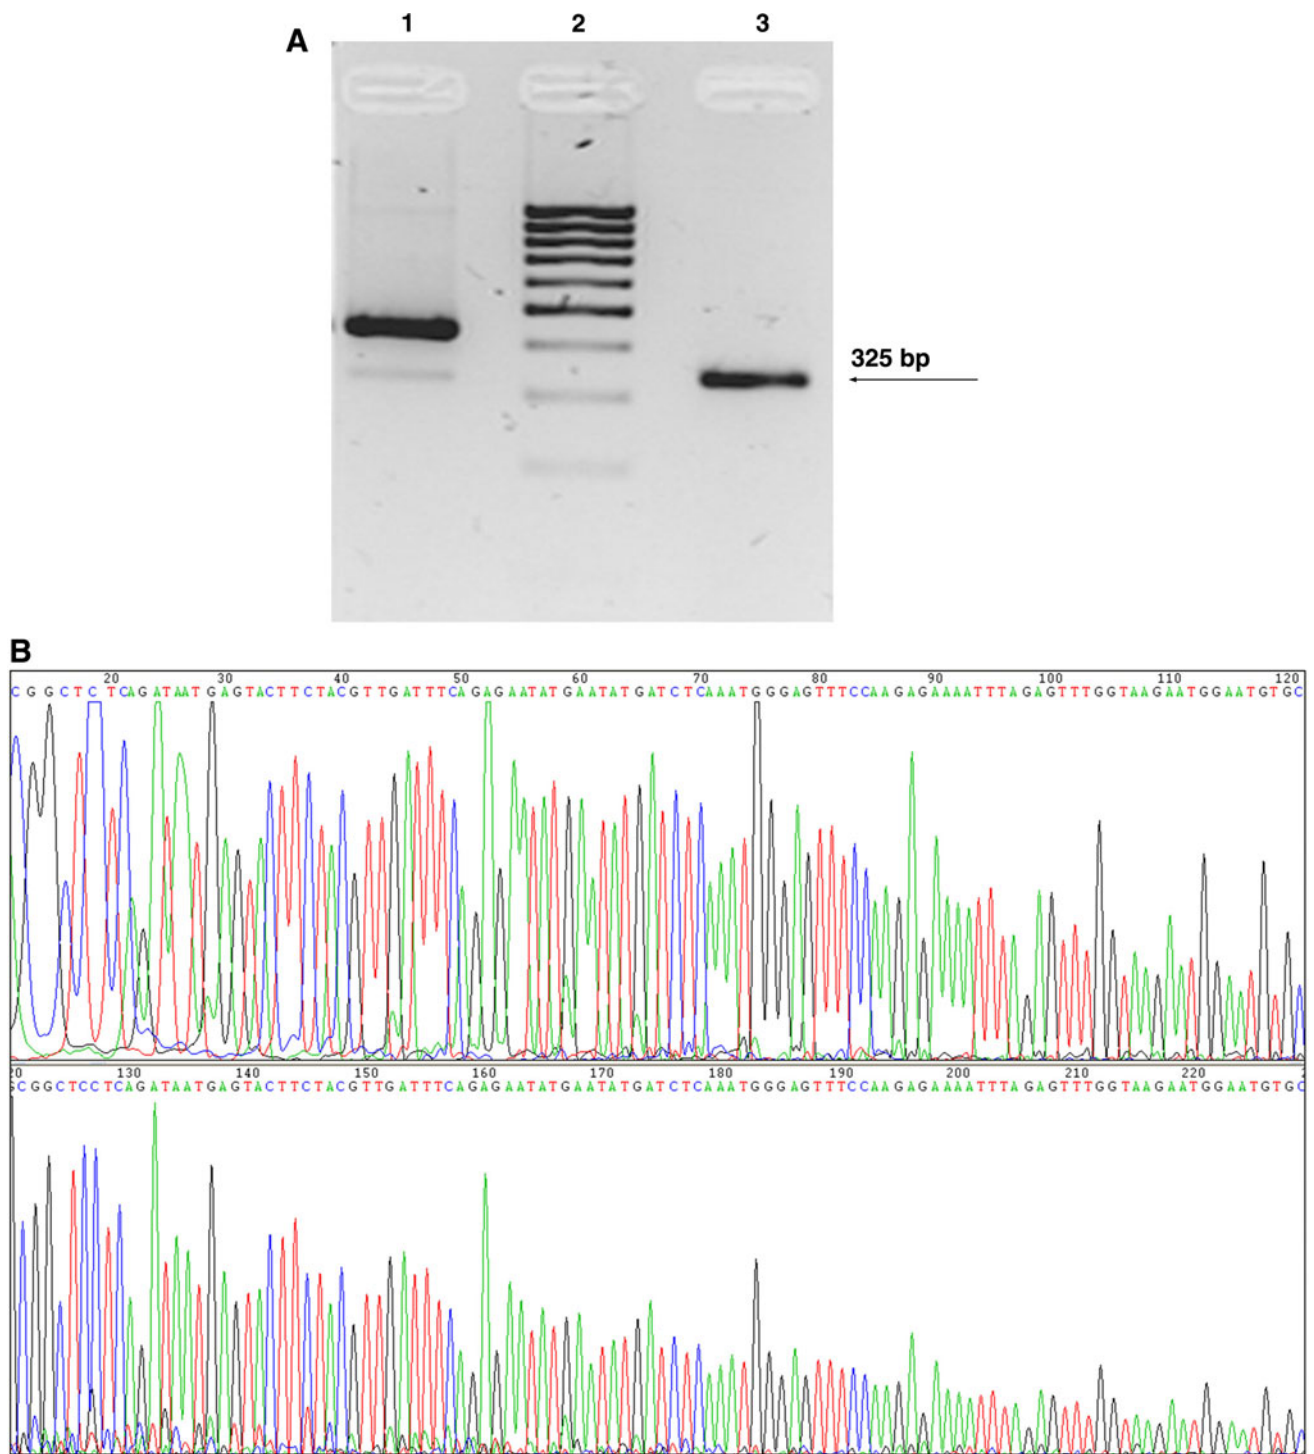 A
1 2 3
325 bp
B
20 30 40 50 60 70 80 90 100 110 120
CGGCTCTCAGATAATGAGTACTTCTACGTTGATTTCAGAGAATATGAATATGATCTCAAATGGGAGTTTCCAAGAGAAAATTTAGAGTTTGGTAAGAATGGAATGTGC
130 140 150 160 170 180 190 200 210 220
CGGCTCCTCAGATAATGAGTACTTCTACGTTGATTTCAGAGAATATGAATATGATCTCAAATGGGAGTTTCCAAGAGAAAATTTAGAGTTTGGTAAGAATGGAATGTGC